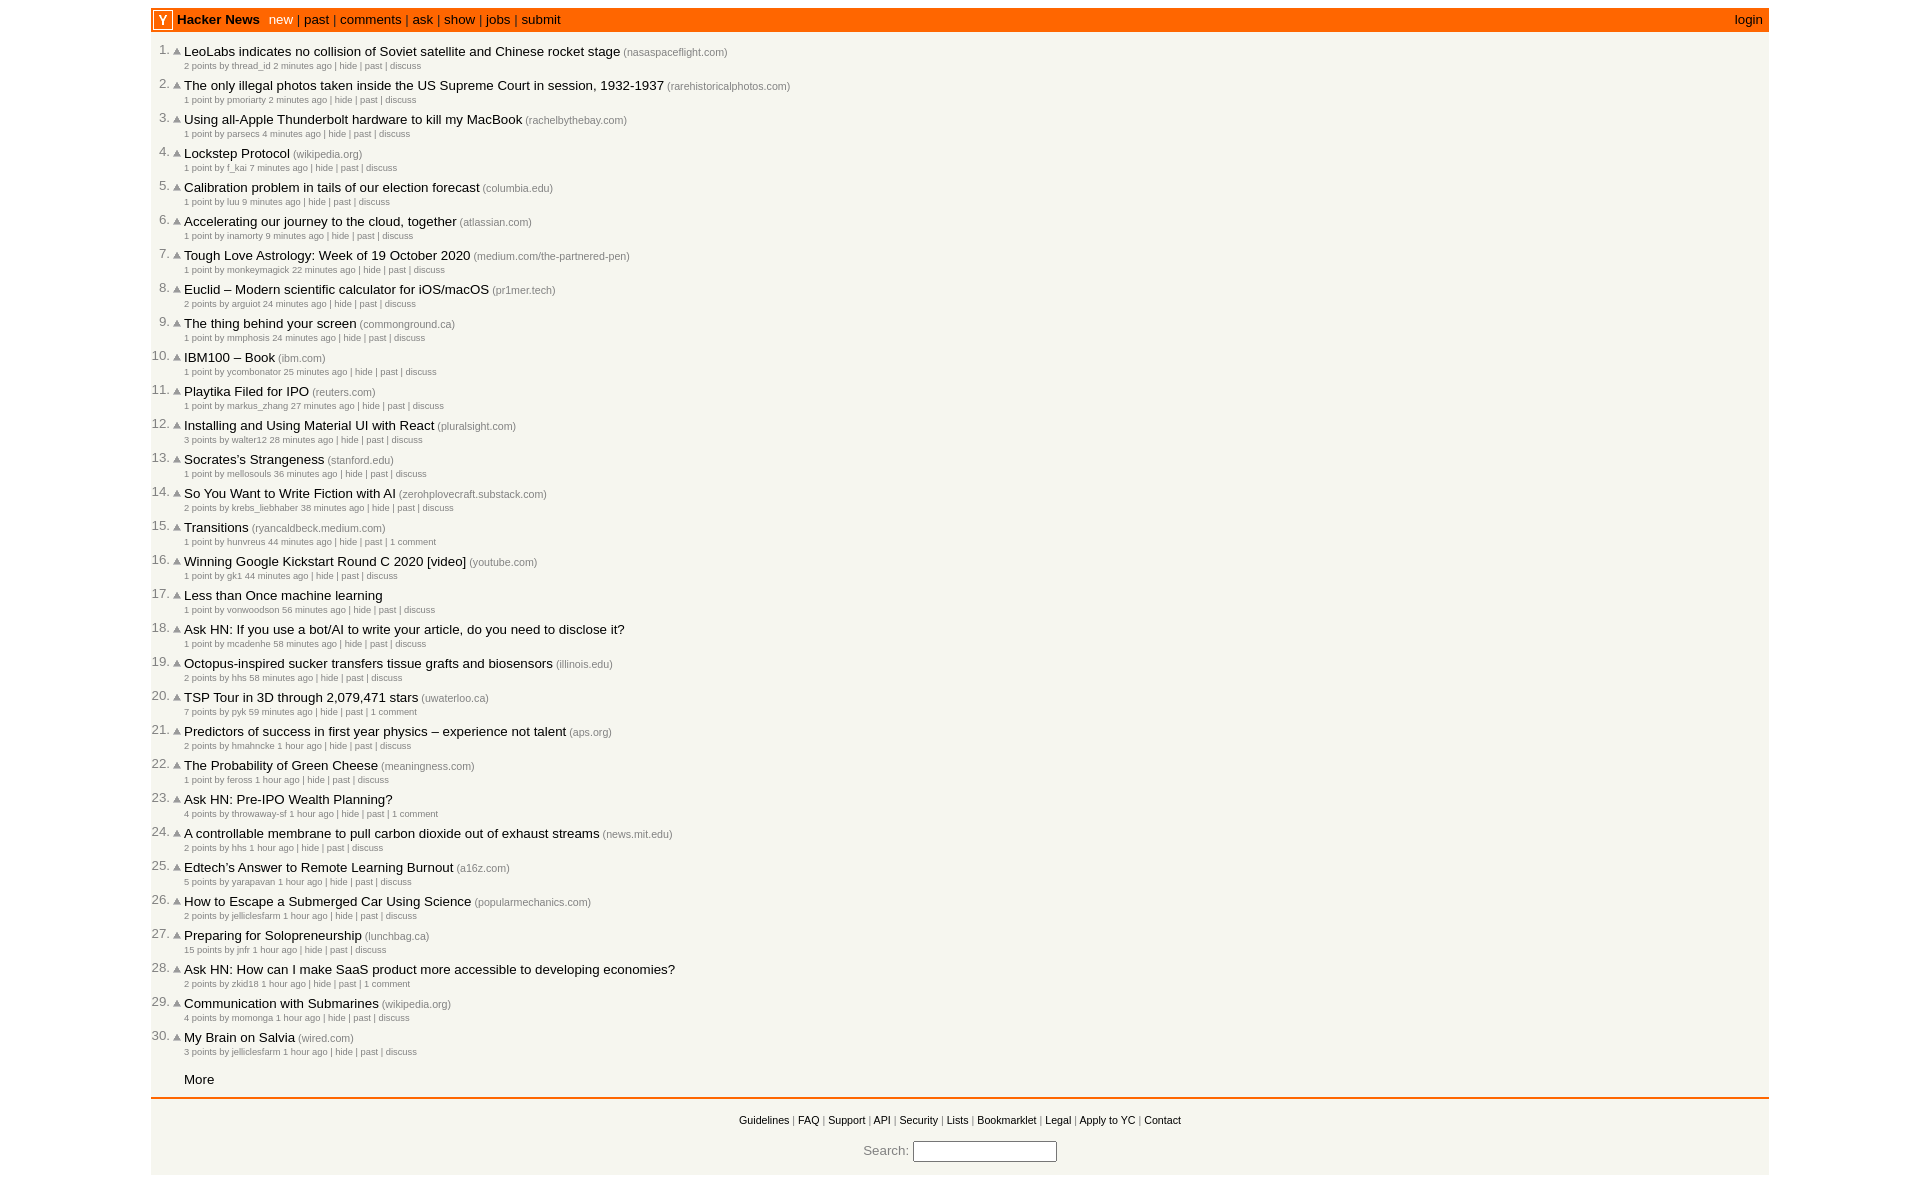 Y Hacker News new | past | comments | ask | show | jobs | submit login
1. LeoLabs indicates no collision of Soviet satellite and Chinese rocket stage (nasaspaceflight.com)
2 points by thread_id 2 minutes ago | hide | past | discuss
2. The only illegal photos taken inside the US Supreme Court in session, 1932-1937 (rarehistoricalphotos.com)
1 point by pmoriarty 2 minutes ago | hide | past | discuss
3. Using all-Apple Thunderbolt hardware to kill my MacBook (rachelbythebay.com)
1 point by parsecs 4 minutes ago | hide | past | discuss
4. Lockstep Protocol (wikipedia.org)
1 point by f_kai 7 minutes ago | hide | past | discuss
5. Calibration problem in tails of our election forecast (columbia.edu)
1 point by luu 9 minutes ago | hide | past | discuss
6. Accelerating our journey to the cloud, together (atlassian.com)
1 point by inamorty 9 minutes ago | hide | past | discuss
7. Tough Love Astrology: Week of 19 October 2020 (medium.com/the-partnered-pen)
1 point by monkeymagick 22 minutes ago | hide | past | discuss
8. Euclid – Modern scientific calculator for iOS/macOS (pr1mer.tech)
2 points by arguiot 24 minutes ago | hide | past | discuss
9. The thing behind your screen (commonground.ca)
1 point by mmphosis 24 minutes ago | hide | past | discuss
10. IBM100 – Book (ibm.com)
1 point by ycombonator 25 minutes ago | hide | past | discuss
11. Playtika Filed for IPO (reuters.com)
1 point by markus_zhang 27 minutes ago | hide | past | discuss
12. Installing and Using Material UI with React (pluralsight.com)
3 points by walter12 28 minutes ago | hide | past | discuss
13. Socrates’s Strangeness (stanford.edu)
1 point by mellosouls 36 minutes ago | hide | past | discuss
14. So You Want to Write Fiction with AI (zerohplovecraft.substack.com)
2 points by krebs_liebhaber 38 minutes ago | hide | past | discuss
15. Transitions (ryancaldbeck.medium.com)
1 point by hunvreus 44 minutes ago | hide | past | 1 comment
16. Winning Google Kickstart Round C 2020 [video] (youtube.com)
1 point by gk1 44 minutes ago | hide | past | discuss
17. Less than Once machine learning
1 point by vonwoodson 56 minutes ago | hide | past | discuss
18. Ask HN: If you use a bot/AI to write your article, do you need to disclose it?
1 point by mcadenhe 58 minutes ago | hide | past | discuss
19. Octopus-inspired sucker transfers tissue grafts and biosensors (illinois.edu)
2 points by hhs 58 minutes ago | hide | past | discuss
20. TSP Tour in 3D through 2,079,471 stars (uwaterloo.ca)
7 points by pyk 59 minutes ago | hide | past | 1 comment
21. Predictors of success in first year physics – experience not talent (aps.org)
2 points by hmahncke 1 hour ago | hide | past | discuss
22. The Probability of Green Cheese (meaningness.com)
1 point by feross 1 hour ago | hide | past | discuss
23. Ask HN: Pre-IPO Wealth Planning?
4 points by throwaway-sf 1 hour ago | hide | past | 1 comment
24. A controllable membrane to pull carbon dioxide out of exhaust streams (news.mit.edu)
2 points by hhs 1 hour ago | hide | past | discuss
25. Edtech’s Answer to Remote Learning Burnout (a16z.com)
5 points by yarapavan 1 hour ago | hide | past | discuss
26. How to Escape a Submerged Car Using Science (popularmechanics.com)
2 points by jelliclesfarm 1 hour ago | hide | past | discuss
27. Preparing for Solopreneurship (lunchbag.ca)
15 points by jnfr 1 hour ago | hide | past | discuss
28. Ask HN: How can I make SaaS product more accessible to developing economies?
2 points by zkid18 1 hour ago | hide | past | 1 comment
29. Communication with Submarines (wikipedia.org)
4 points by momonga 1 hour ago | hide | past | discuss
30. My Brain on Salvia (wired.com)
3 points by jelliclesfarm 1 hour ago | hide | past | discuss
More
Guidelines | FAQ | Support | API | Security | Lists | Bookmarklet | Legal | Apply to YC | Contact
Search: